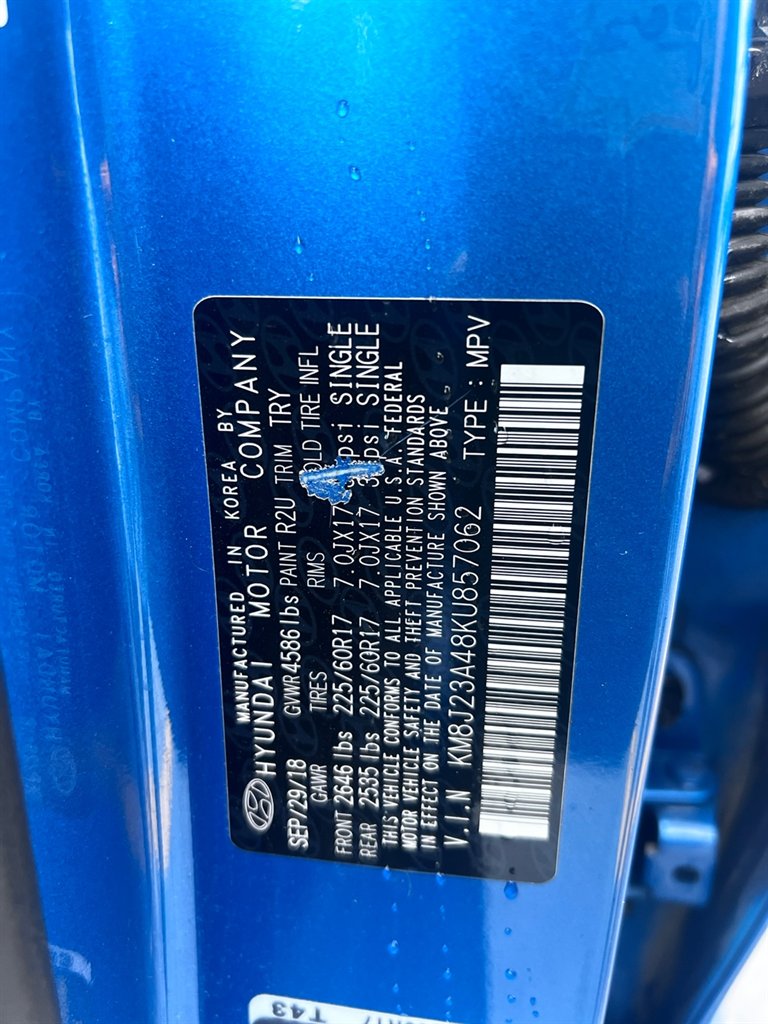 MANUFACTURED IN KOREA BY
HYUNDAI MOTOR COMPANY
SEP/29/18 GVWR 4586 lbs PAINT R2U TRIM TRY
GAWR TIRES RIMS TIRE INFL
FRONT 2646 lbs 225/60R17 7.0JX17 psi SINGLE
REAR 2535 lbs 225/60R17 7.0JX17 psi SINGLE
THIS VEHICLE CONFORMS TO ALL APPLICABLE U.S.A. FEDERAL
MOTOR VEHICLE SAFETY AND THEFT PREVENTION STANDARDS
IN EFFECT ON THE DATE OF MANUFACTURE SHOWN ABOVE
V.I.N KM8J23A48KU857062 TYPE : MPV
T43